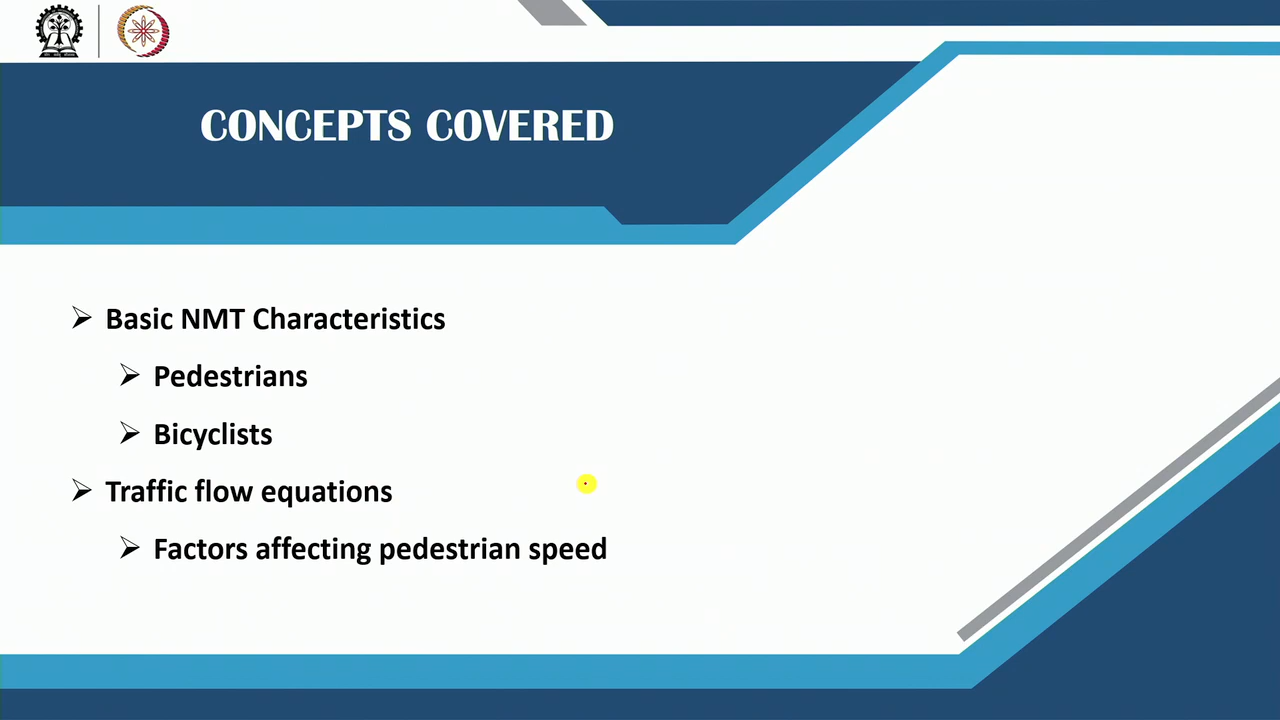 CONCEPTS COVERED
Basic NMT Characteristics
Pedestrians
Bicyclists
Traffic flow equations
Factors affecting pedestrian speed